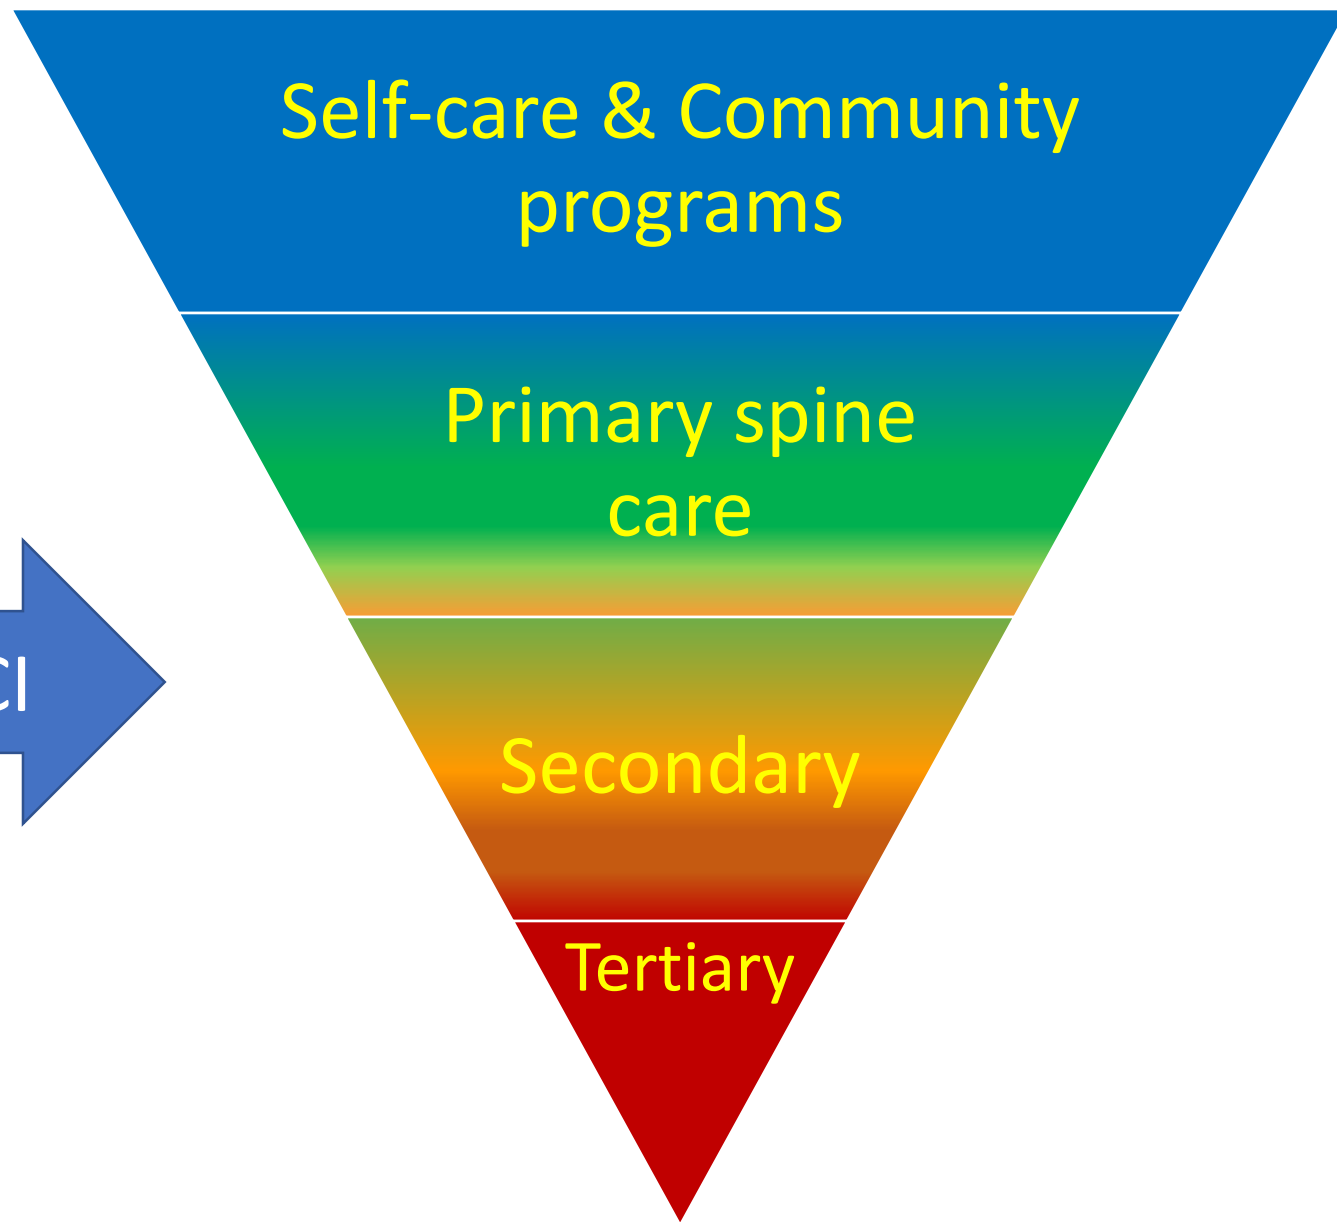 Self-care & Community
programs
Primary spine
care
Secondary
Tertiary